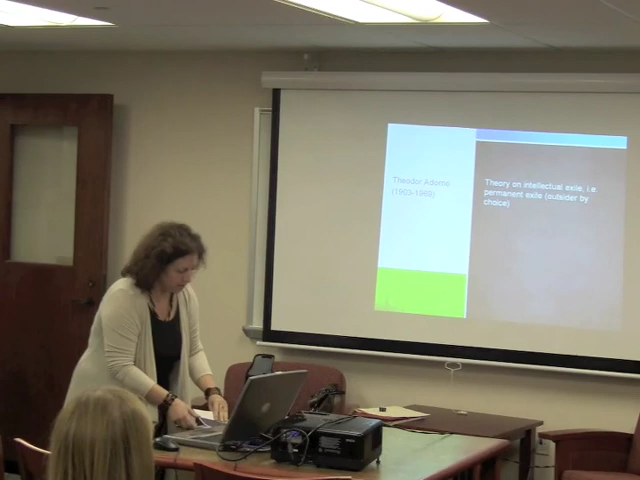 Theodor Adorno
(1903-1969)
Theory on intellectual exile, i.e.
permanent exile (outsider by
choice)